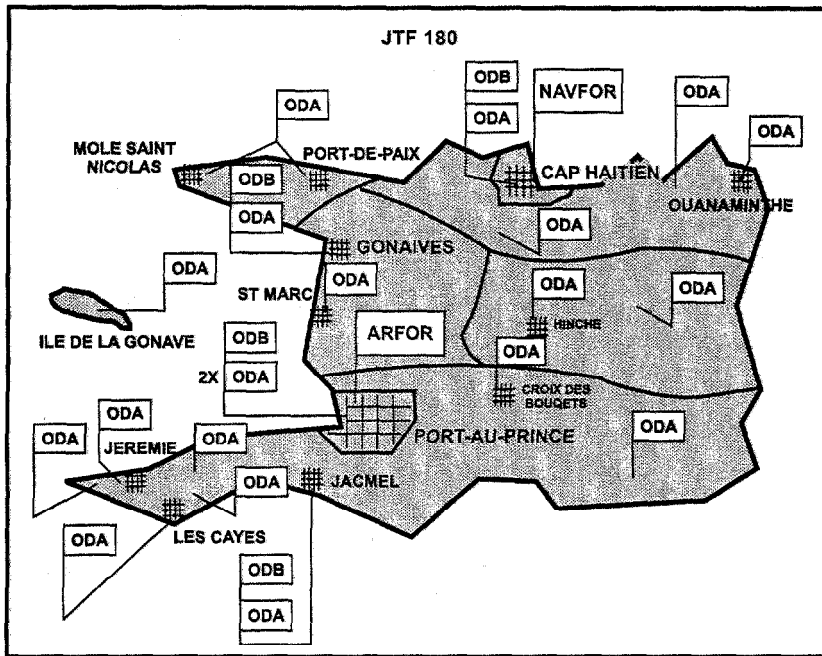 JTF 180
ODB
NAVFOR
ODA
ODA
ODA
ODA
MOLE SAINT
NICOLAS
PORT-DE-PAIX
CAP HAITIEN
OUANAMINTHE
ODB
ODA
ODA
GONAIVES
ODA
ST MARC
ODA
ODA
ODA
ILE DE LA GONAVE
HINCHE
ARFOR
ODB
2X ODA
ODA
CROIX DES
BOUQETS
ODA
ODA
PORT-AU-PRINCE
ODA
JEREMIE
ODA
ODA
JACMEL
LES CAYES
ODA
ODB
ODA